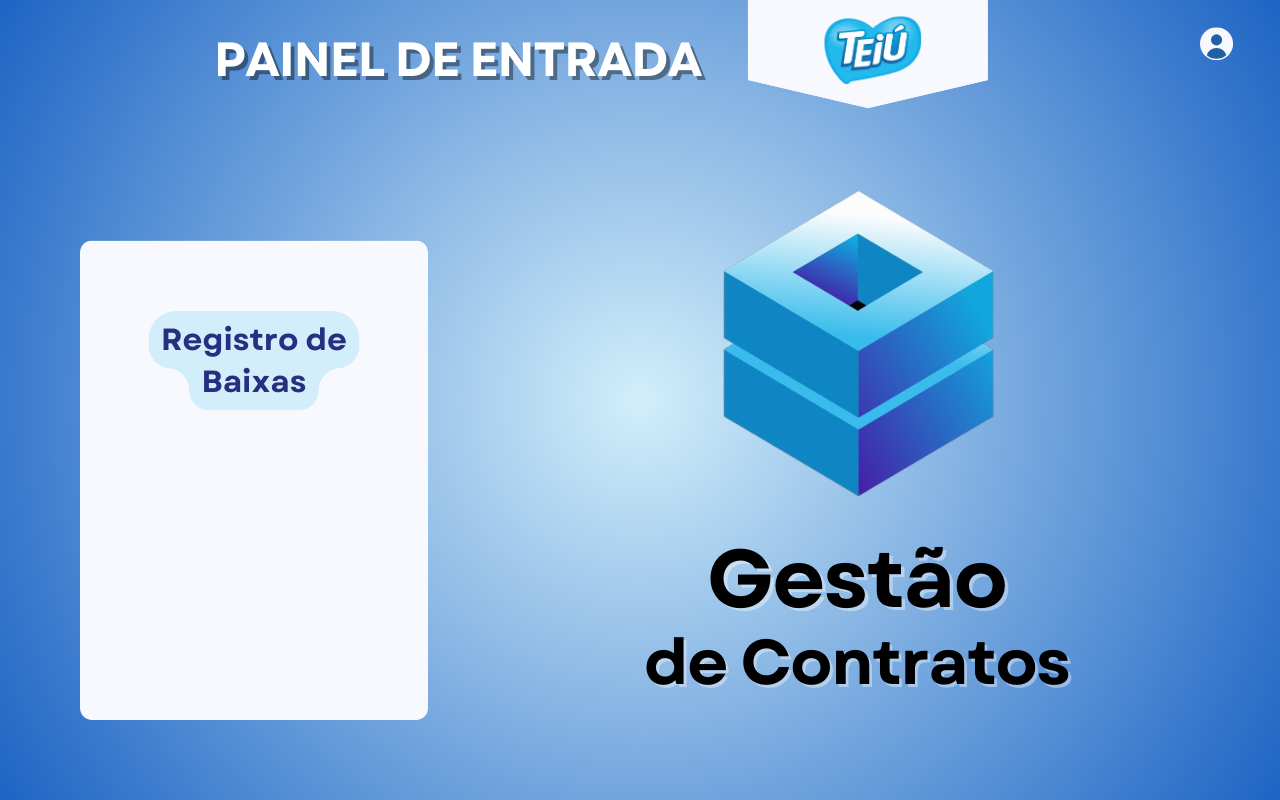 PAINEL DE ENTRADA
TEiÚ
Registro de
Baixas
Gestão
de Contratos